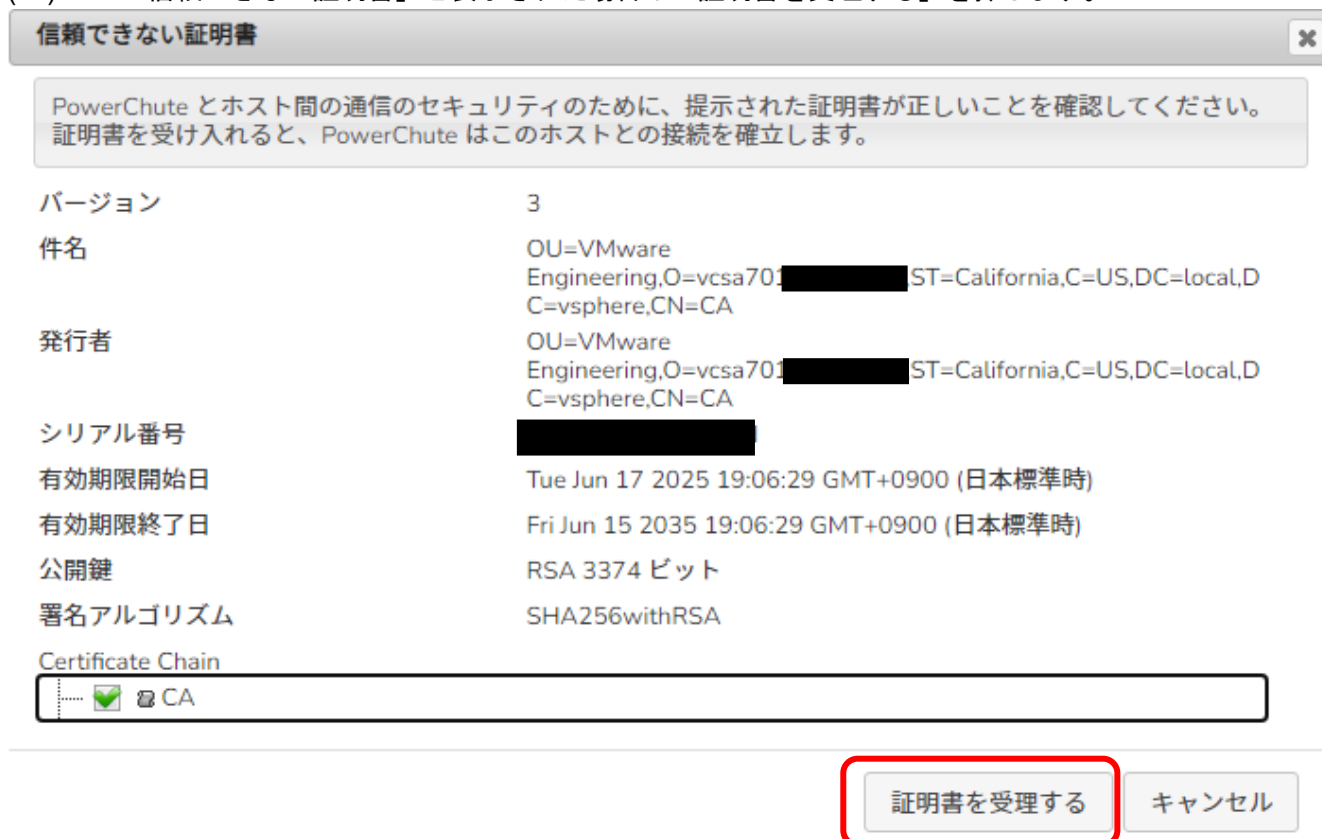 信頼できない証明書
PowerChute とホスト間の通信のセキュリティのために、提示された証明書が正しいことを確認してください。
証明書を受け入れると、PowerChute はこのホストとの接続を確立します。
バージョン 3
件名 OU=VMware
Engineering,O=vcsa701 ,ST=California,C=US,DC=local,D
C=vsphere,CN=CA
発行者 OU=VMware
Engineering,O=vcsa701 ST=California,C=US,DC=local,D
C=vsphere,CN=CA
シリアル番号
有効期限開始日 Tue Jun 17 2025 19:06:29 GMT+0900 (日本標準時)
有効期限終了日 Fri Jun 15 2035 19:06:29 GMT+0900 (日本標準時)
公開鍵 RSA 3374 ビット
署名アルゴリズム SHA256withRSA
Certificate Chain
CA
証明書を受理する キャンセル